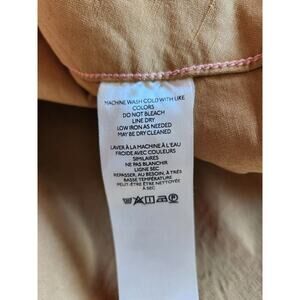 MACHINE WASH COLD WITH LIKE
COLORS
DO NOT BLEACH
LINE DRY
LOW IRON AS NEEDED
MAY BE DRY CLEANED
LAVER À LA MACHINE À L'EAU
FROIDE AVEC COULEURS
SIMILAIRES
NE PAS BLANCHIR
LIGNE SEC
REPASSER, AU BESOIN, À TRÈS
BASSE TEMPÉRATURE
PEUT-ÊTRE ÊTRE NETTOYÉE
À SEC